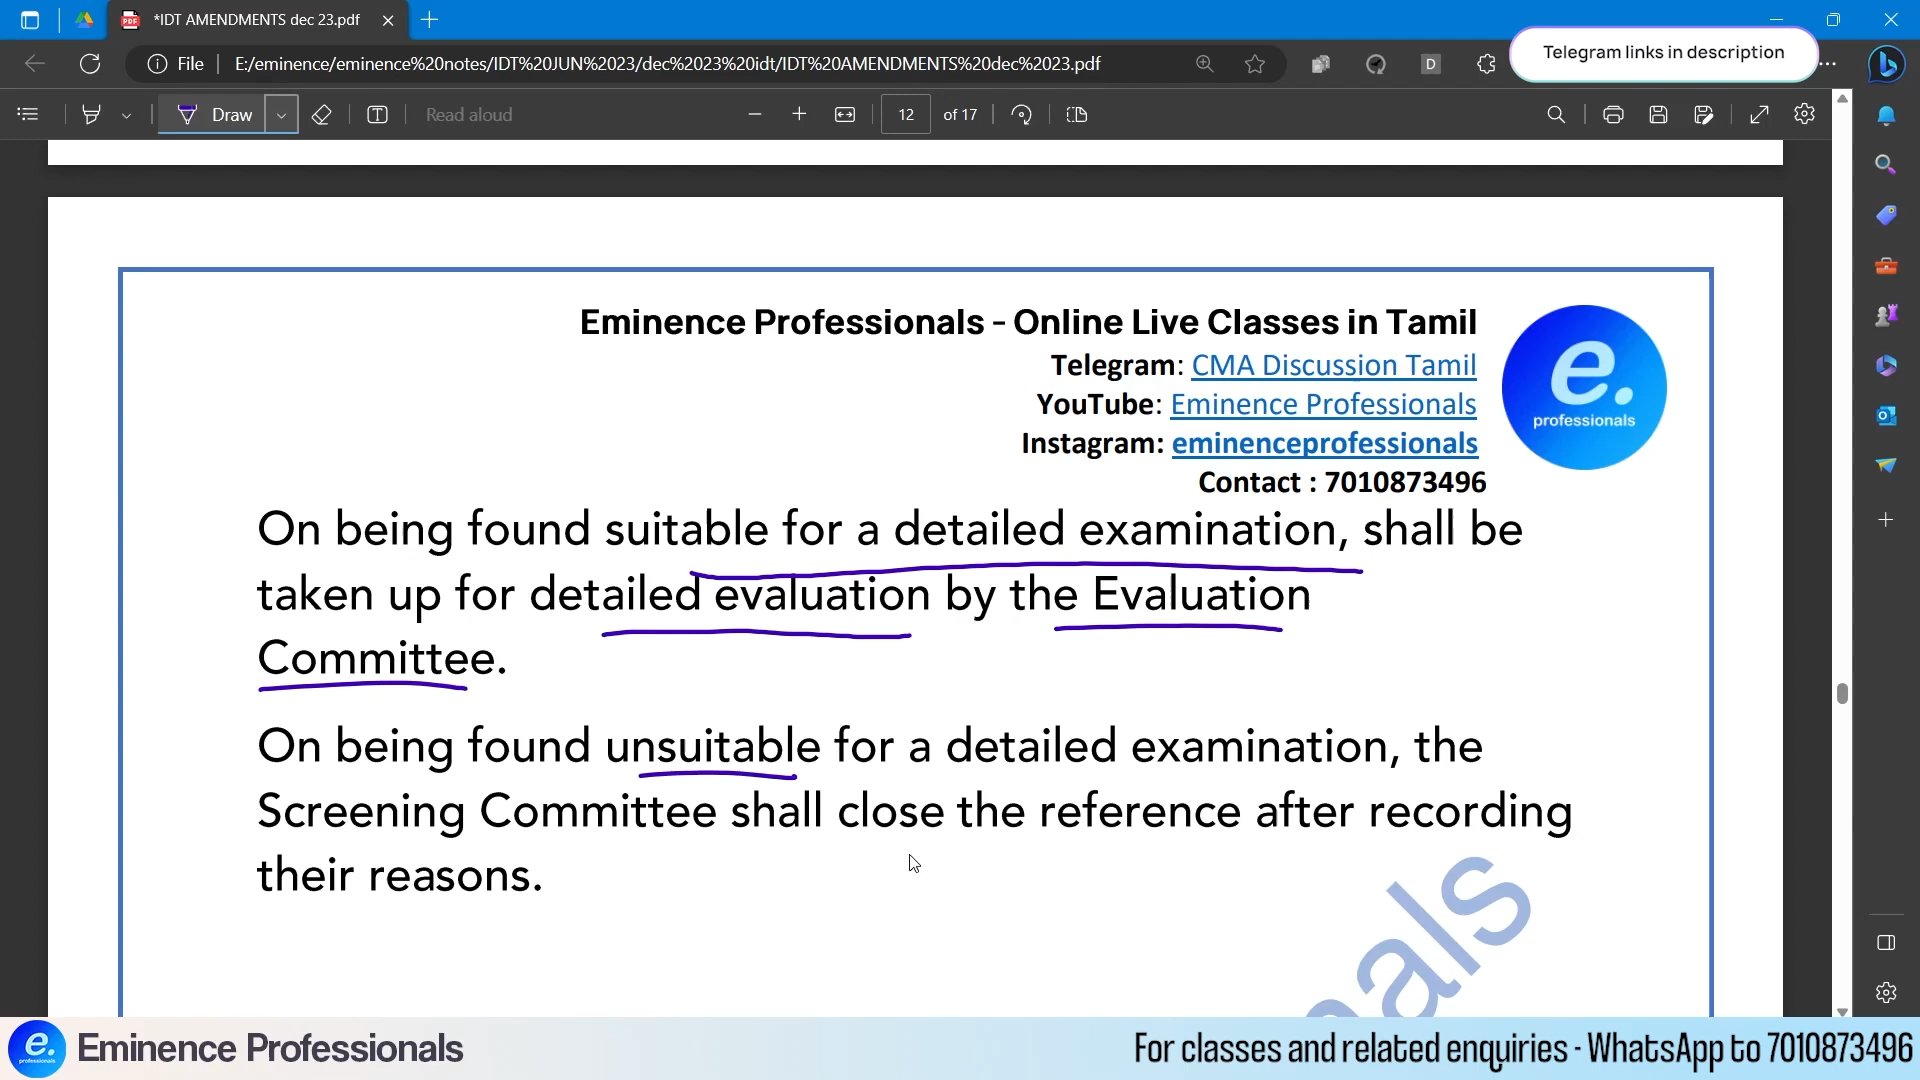 *IDT AMENDMENTS dec 23.pdf
File
E:/eminence/eminence%20notes/IDT%20JUN%2023/dec%2023%20idt/IDT%20AMENDMENTS%20dec%2023.pdf
D
Telegram links in description
Draw
Read aloud
12 of 17
Eminence Professionals – Online Live Classes in Tamil
Telegram: CMA Discussion Tamil
YouTube: Eminence Professionals
Instagram: eminenceprofessionals
Contact : 7010873496
e.
professionals
On being found suitable for a detailed examination, shall be
taken up for detailed evaluation by the Evaluation
Committee.
On being found unsuitable for a detailed examination, the
Screening Committee shall close the reference after recording
their reasons.
als
e.
professionals
Eminence Professionals
For classes and related enquiries - WhatsApp to 7010873496